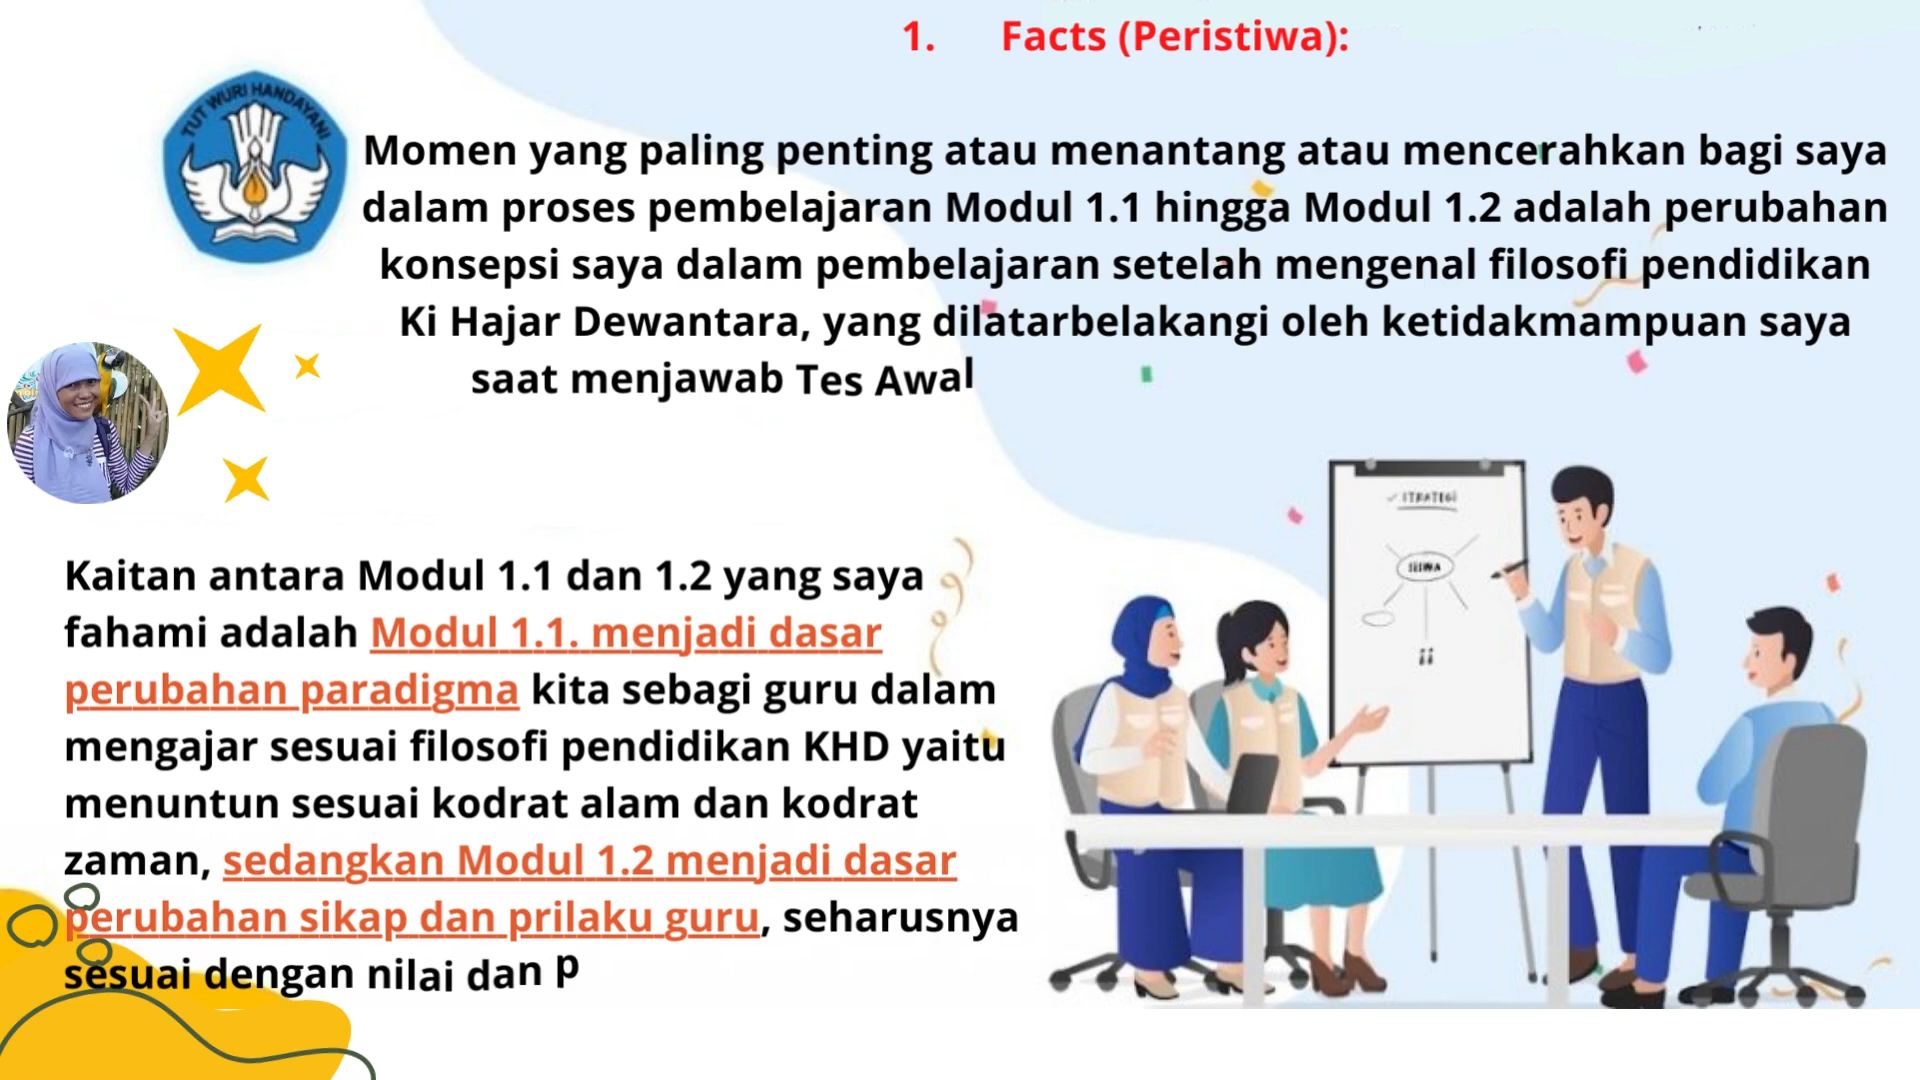 1. Facts (Peristiwa):
TUT WURI HANDAYANI
Momen yang paling penting atau menantang atau mencerahkan bagi saya
dalam proses pembelajaran Modul 1.1 hingga Modul 1.2 adalah perubahan
konsepsi saya dalam pembelajaran setelah mengenal filosofi pendidikan
Ki Hajar Dewantara, yang dilatarbelakangi oleh ketidakmampuan saya
saat menjawab Tes Awal
Kaitan antara Modul 1.1 dan 1.2 yang saya
fahami adalah Modul 1.1. menjadi dasar
perubahan paradigma kita sebagi guru dalam
mengajar sesuai filosofi pendidikan KHD yaitu
menuntun sesuai kodrat alam dan kodrat
zaman, sedangkan Modul 1.2 menjadi dasar
perubahan sikap dan prilaku guru, seharusnya
sesuai dengan nilai dan p
STRATEGI